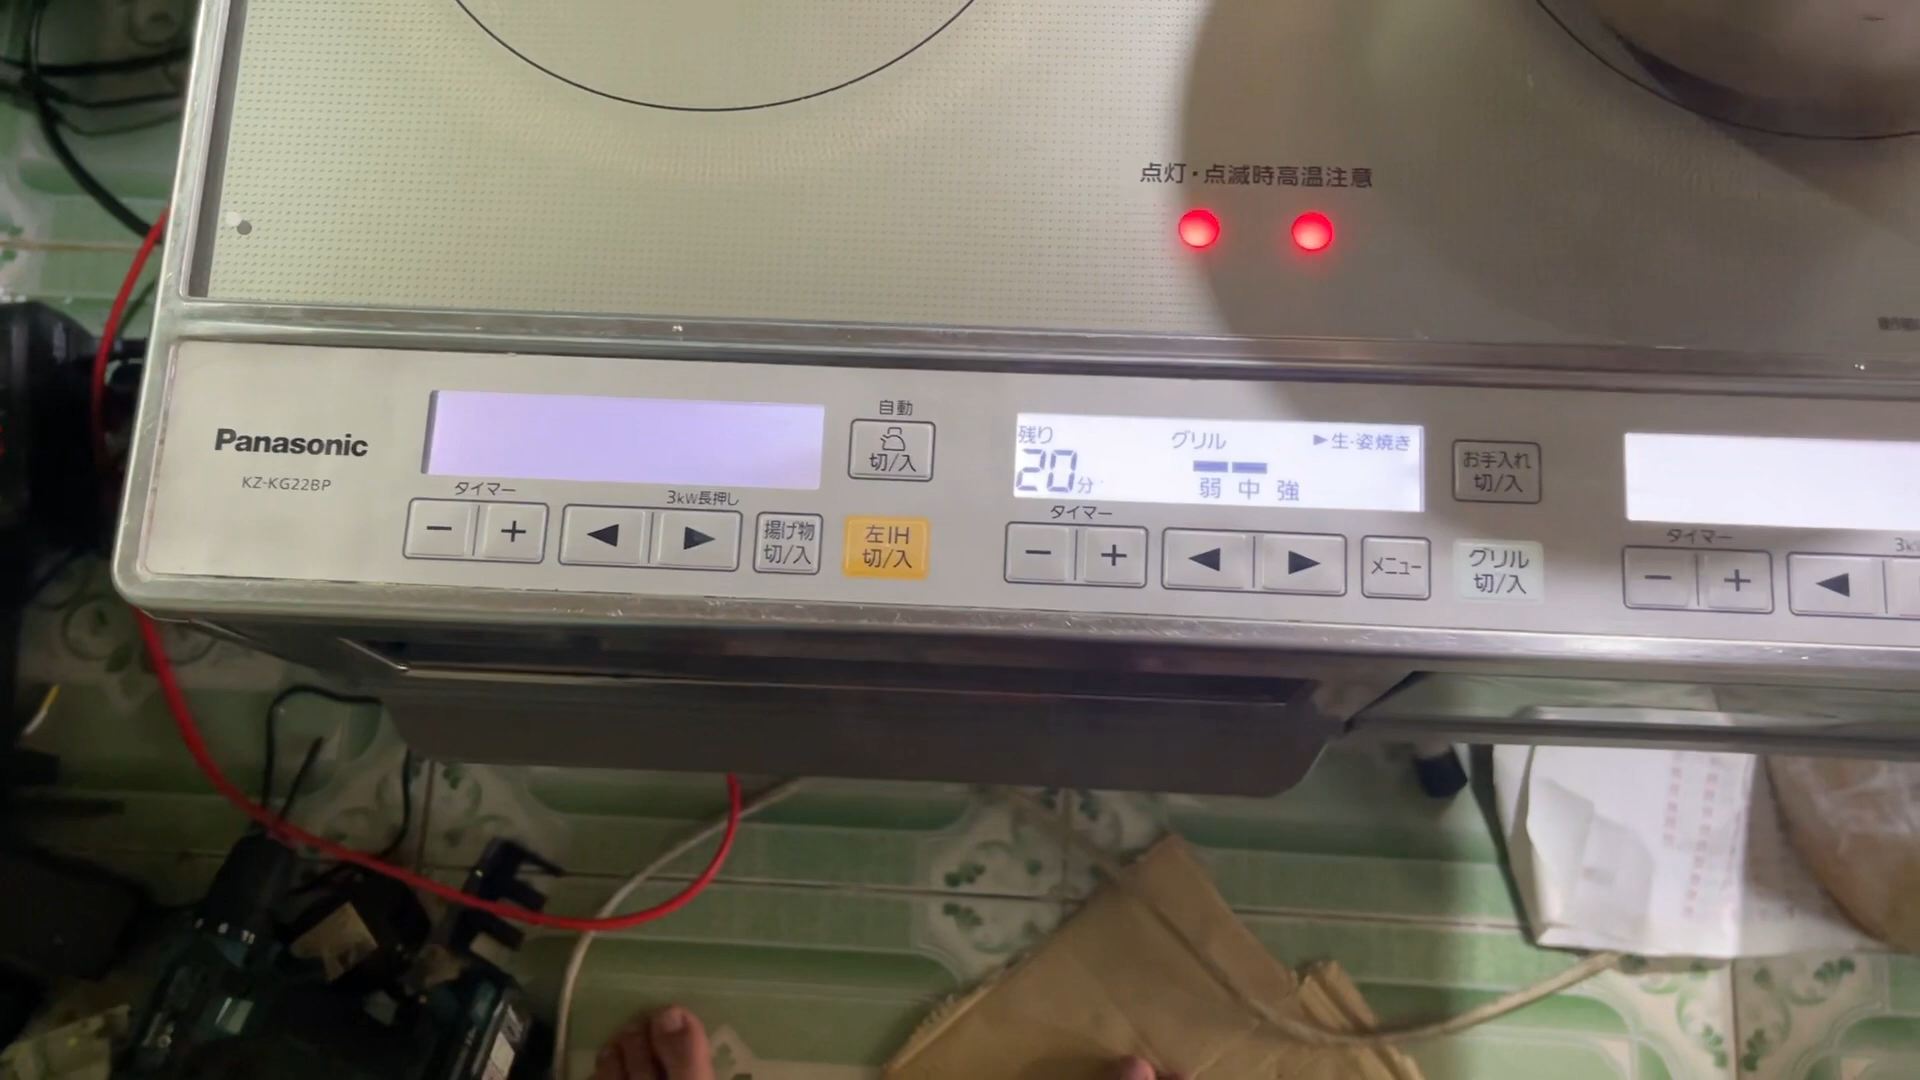 点灯・点滅時高温注意
Panasonic
KZ-KG22BP
タイマー
− +
3kW長押し
◀ ▶
揚げ物
切/入
自動
切/入
左IH
切/入
残り
20分
グリル
▶生・姿焼き
弱 中 強
タイマー
− +
◀ ▶
メニュー
お手入れ
切/入
グリル
切/入
タイマー
− +
◀